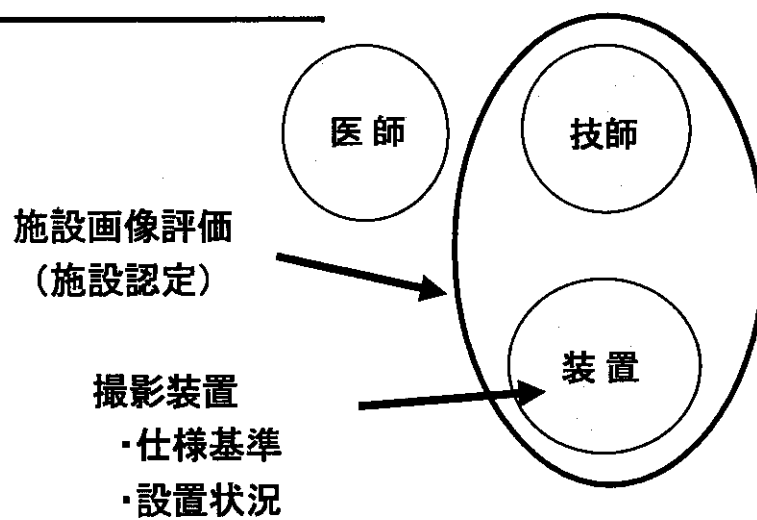 医師
技師
施設画像評価
(施設認定)
装置
撮影装置
・仕様基準
・設置状況